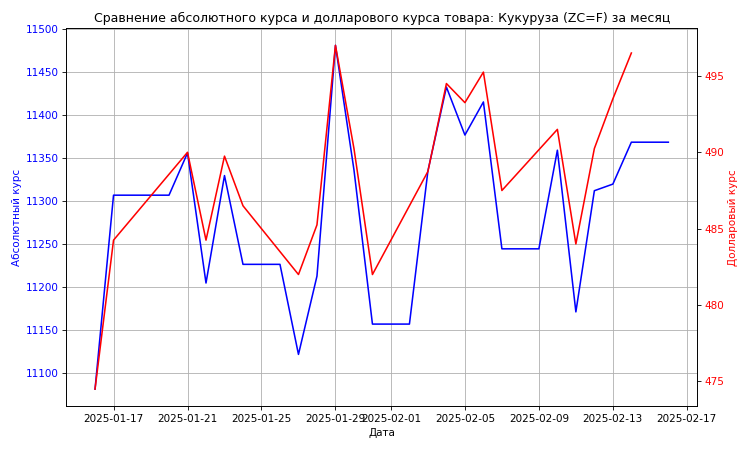 Сравнение абсолютного курса и долларового курса товара: Кукуруза (ZC=F) за месяц
11500
11450
11400
11350
11300
11250
11200
11150
11100
Абсолютный курс
495
490
485
480
475
Долларовый курс
2025-01-17 2025-01-21 2025-01-25 2025-01-29 2025-02-01 2025-02-05 2025-02-09 2025-02-13 2025-02-17
Дата